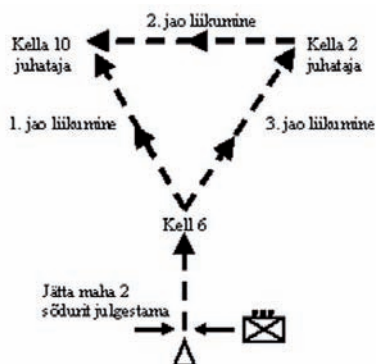 2. jao liikumine
Kella 10
juhataja
Kella 2
juhataja
1. jao liikumine
3. jao liikumine
Kell 6
Jätta maha 2
sõdurit julgestama